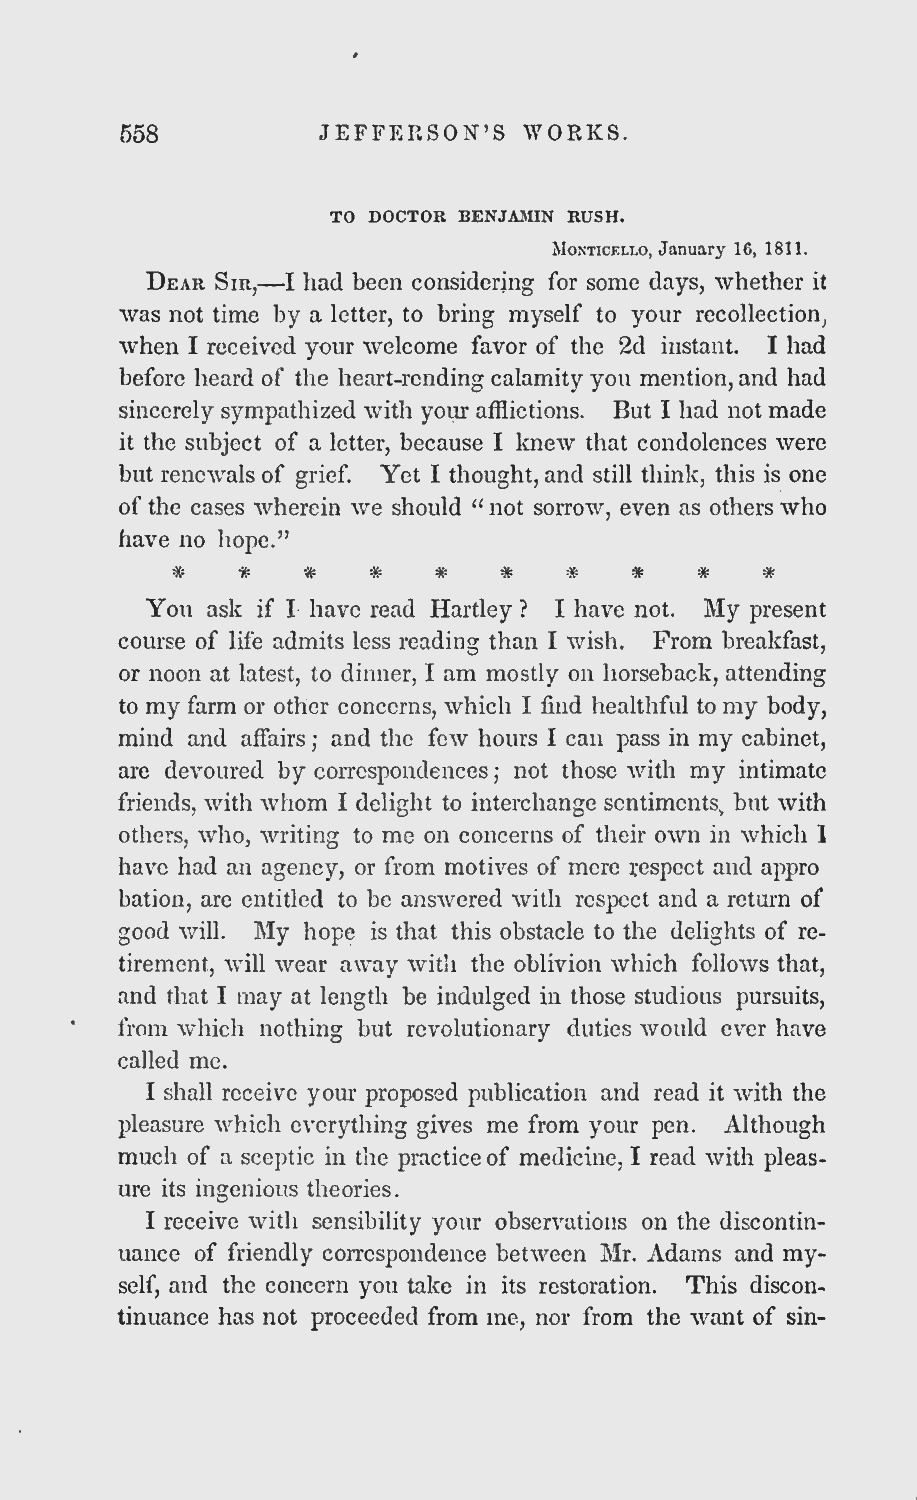 558 JEFFERSON'S WORKS.
TO DOCTOR BENJAMIN RUSH.
MONTICELLO, January 16, 1811.
DEAR SIR,—I had been considering for some days, whether it
was not time by a letter, to bring myself to your recollection,
when I received your welcome favor of the 2d instant. I had
before heard of the heart-rending calamity you mention, and had
sincerely sympathized with your afflictions. But I had not made
it the subject of a letter, because I knew that condolences were
but renewals of grief. Yet I thought, and still think, this is one
of the cases wherein we should "not sorrow, even as others who
have no hope."
* * * * * * * * * *
You ask if I have read Hartley? I have not. My present
course of life admits less reading than I wish. From breakfast,
or noon at latest, to dinner, I am mostly on horseback, attending
to my farm or other concerns, which I find healthful to my body,
mind and affairs; and the few hours I can pass in my cabinet,
are devoured by correspondences; not those with my intimate
friends, with whom I delight to interchange sentiments, but with
others, who, writing to me on concerns of their own in which I
have had an agency, or from motives of mere respect and appro
bation, are entitled to be answered with respect and a return of
good will. My hope is that this obstacle to the delights of re-
tirement, will wear away with the oblivion which follows that,
and that I may at length be indulged in those studious pursuits,
from which nothing but revolutionary duties would ever have
called me.
I shall receive your proposed publication and read it with the
pleasure which everything gives me from your pen. Although
much of a sceptic in the practice of medicine, I read with pleas-
ure its ingenious theories.
I receive with sensibility your observations on the discontin-
uance of friendly correspondence between Mr. Adams and my-
self, and the concern you take in its restoration. This discon-
tinuance has not proceeded from me, nor from the want of sin-